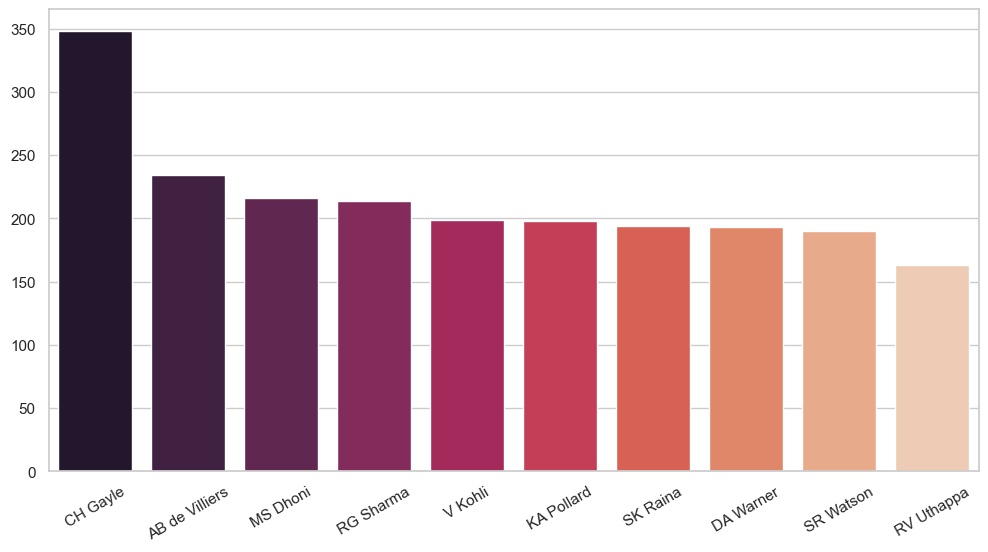 350
300
250
200
150
100
50
0
CH Gayle
AB de Villiers
MS Dhoni
RG Sharma
V Kohli
KA Pollard
SK Raina
DA Warner
SR Watson
RV Uthappa